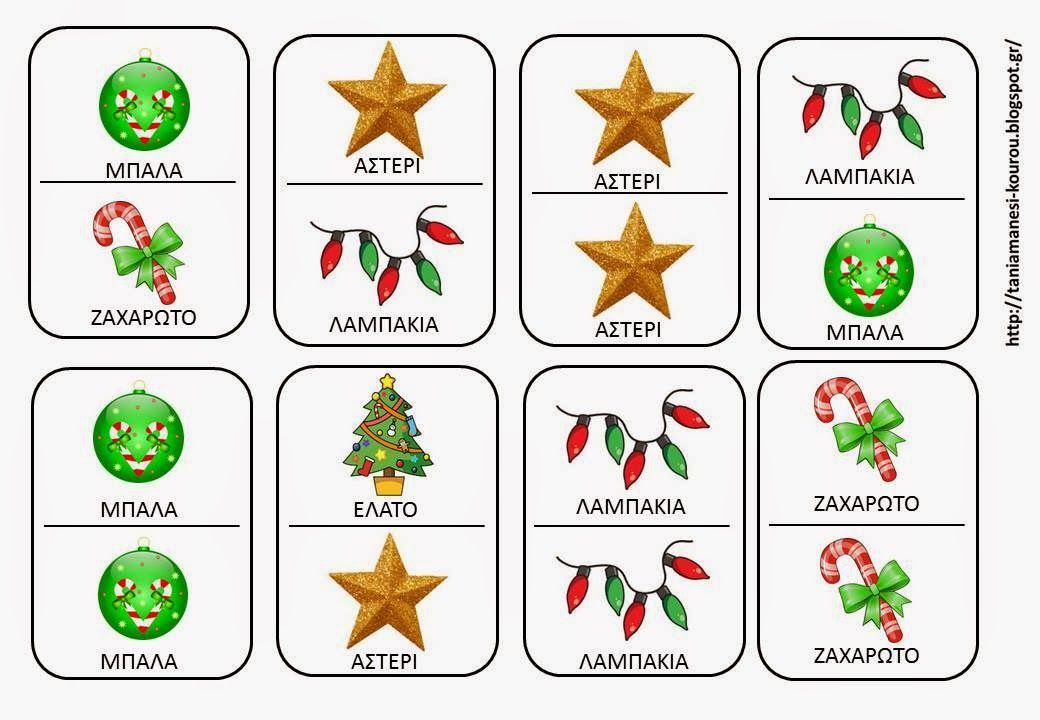 ΜΠΑΛΑ
ΖΑΧΑΡΩΤΟ
ΑΣΤΕΡΙ
ΛΑΜΠΑΚΙΑ
ΑΣΤΕΡΙ
ΑΣΤΕΡΙ
ΛΑΜΠΑΚΙΑ
ΜΠΑΛΑ
ΜΠΑΛΑ
ΜΠΑΛΑ
ΕΛΑΤΟ
ΑΣΤΕΡΙ
ΛΑΜΠΑΚΙΑ
ΛΑΜΠΑΚΙΑ
ΖΑΧΑΡΩΤΟ
ΖΑΧΑΡΩΤΟ
http://taniamanesi-kourou.blogspot.gr/